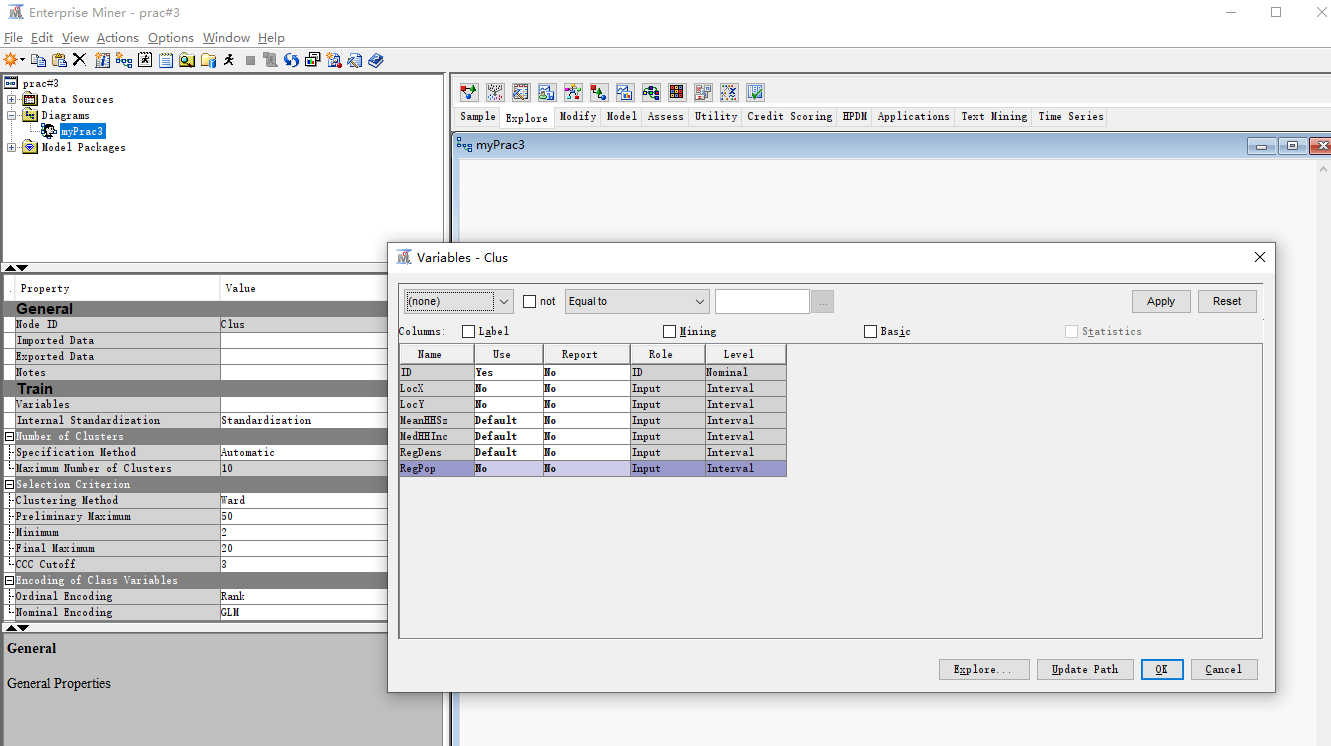 Enterprise Miner - prac#3
File Edit View Actions Options Window Help
prac#3
Data Sources
Diagrams
myPrac3
Model Packages
Sample Explore Modify Model Assess Utility Credit Scoring HPDM Applications Text Mining Time Series
myPrac3
. Property Value
General
Node ID Clus
Imported Data
Exported Data
Notes
Train
Variables
Internal Standardization Standardization
Number of Clusters
Specification Method Automatic
Maximum Number of Clusters 10
Selection Criterion
Clustering Method Ward
Preliminary Maximum 50
Minimum 2
Final Maximum 20
CCC Cutoff 3
Encoding of Class Variables
Ordinal Encoding Rank
Nominal Encoding GLM
General
General Properties
Variables - Clus
(none) not Equal to ... Apply Reset
Columns: Label Mining Basic Statistics
Name Use Report Role Level
ID Yes No ID Nominal
LocX No No Input Interval
LocY No No Input Interval
MeanHHSz Default No Input Interval
MedHHInc Default No Input Interval
RegDens Default No Input Interval
RegPop No No Input Interval
Explore... Update Path OK Cancel